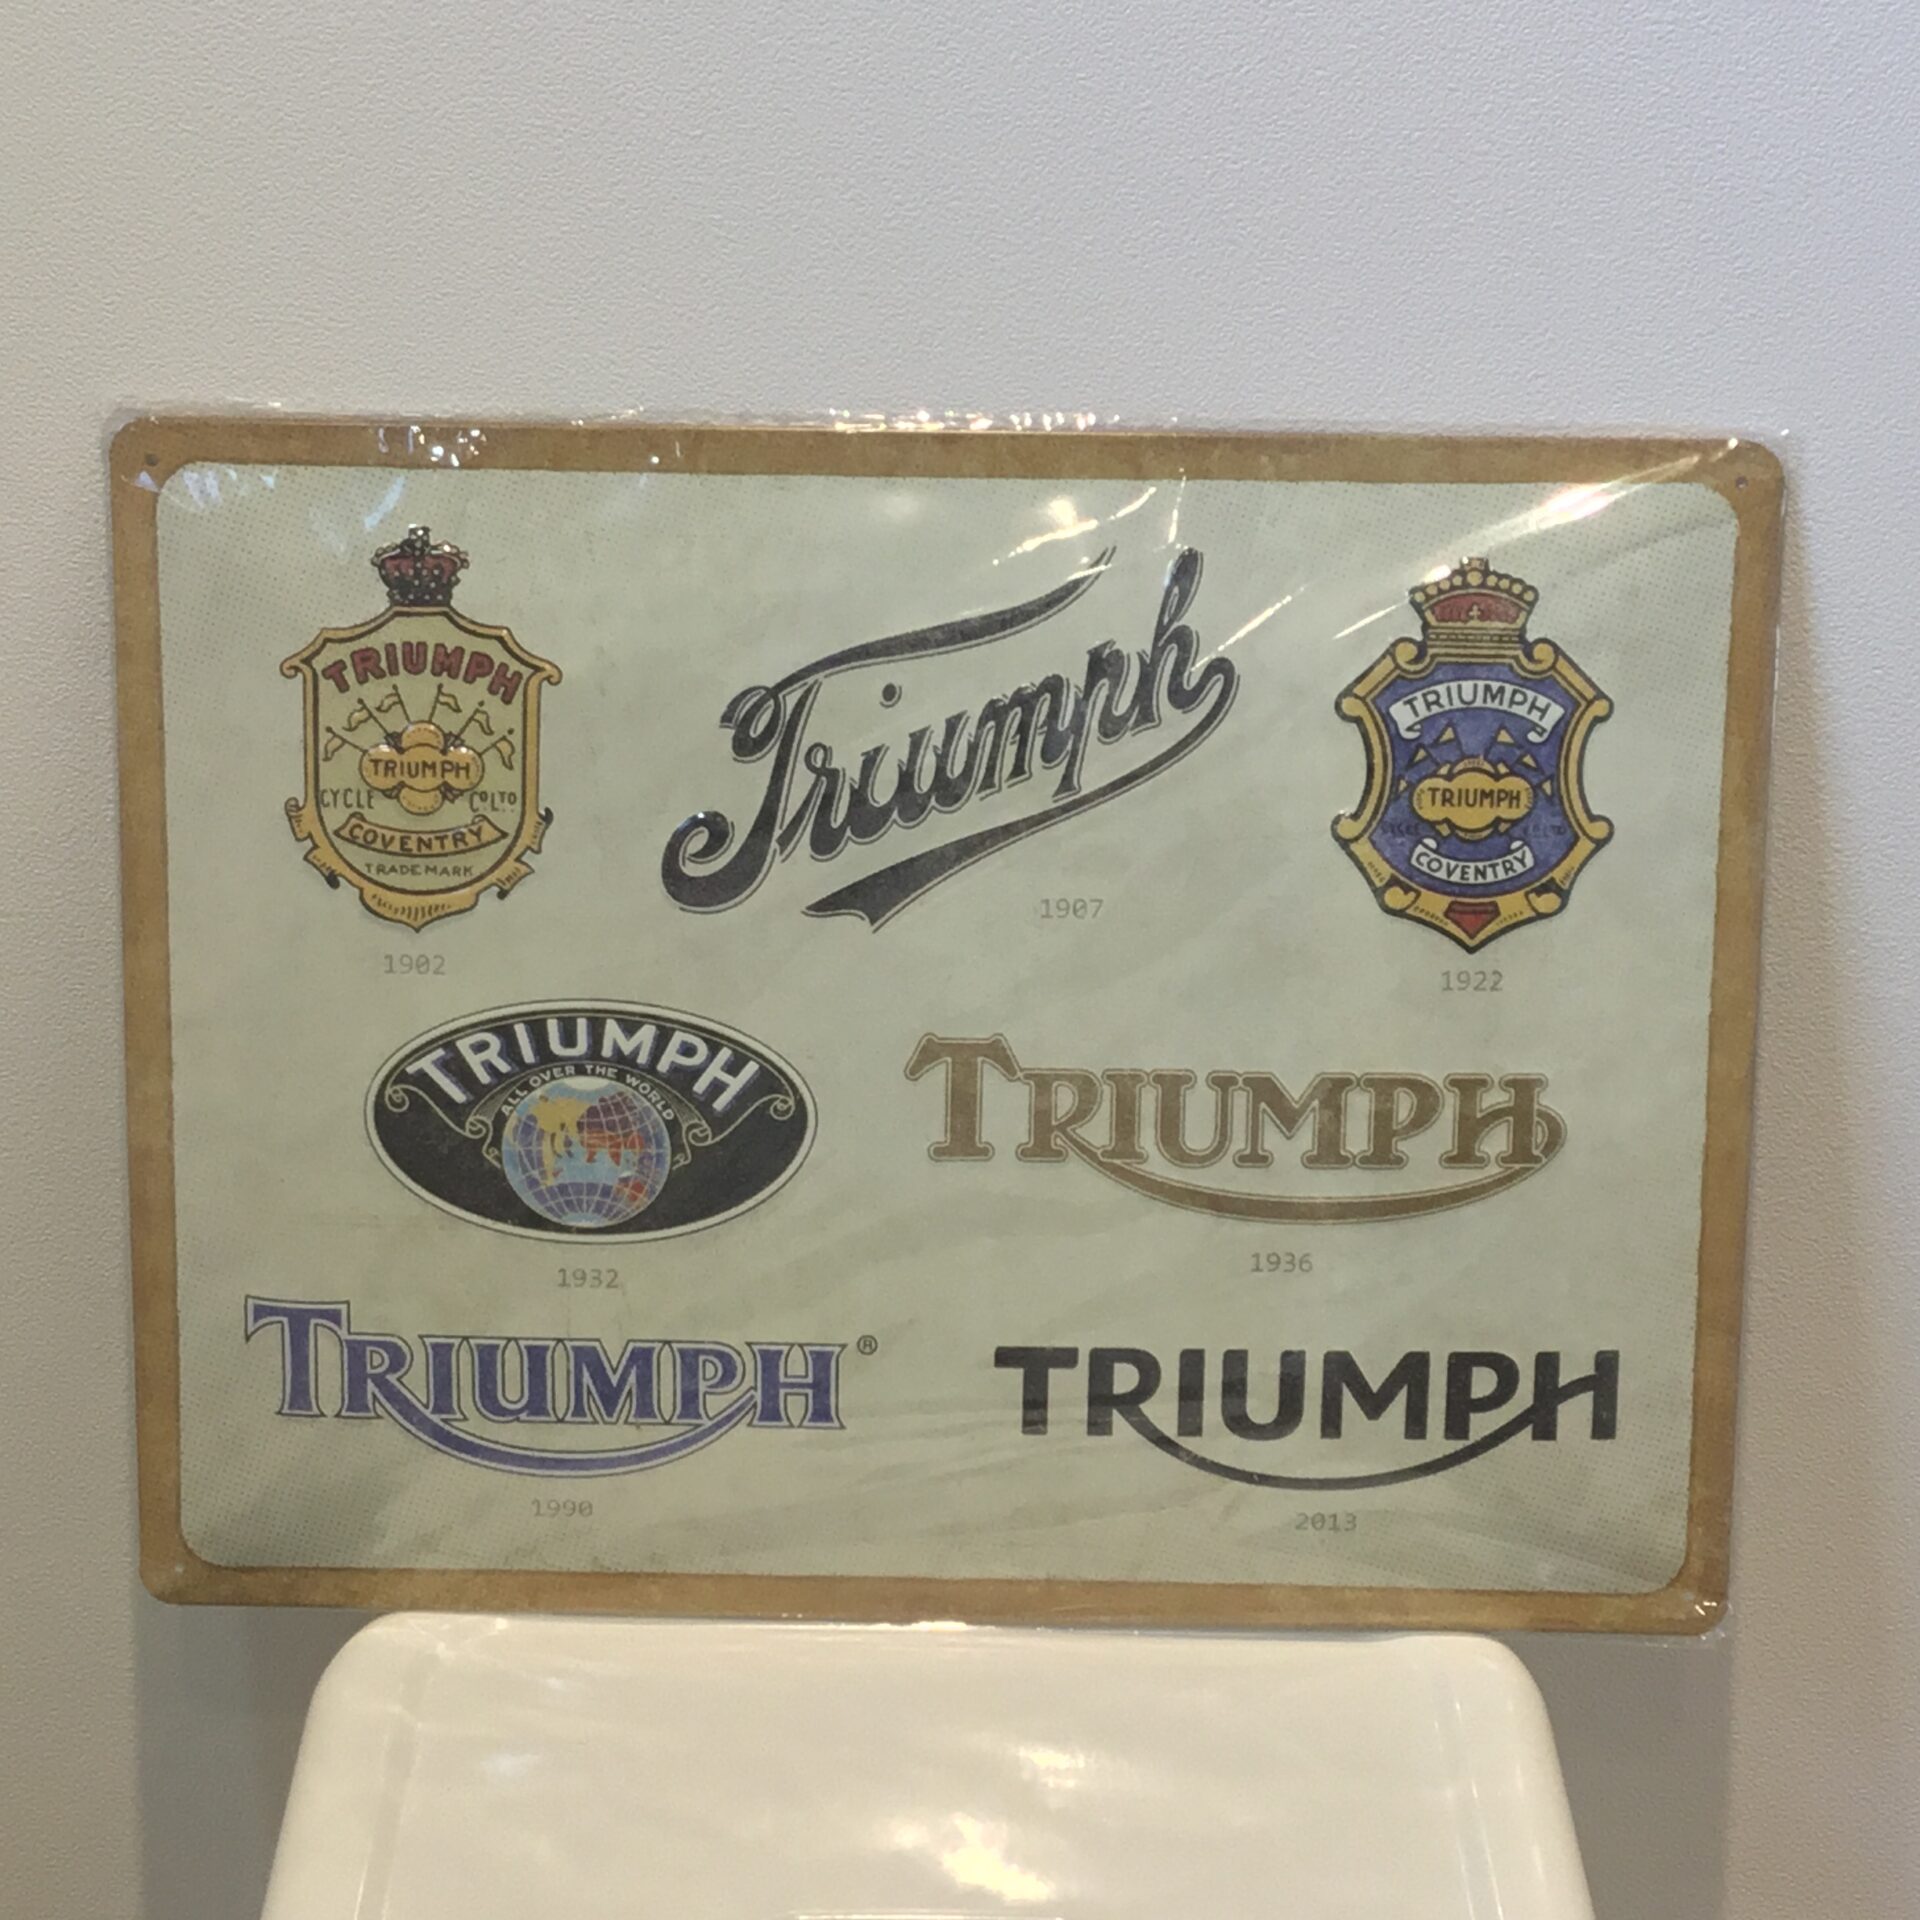 TRIUMPH
TRIUMPH
CYCLE Co LTD.
COVENTRY
TRADE MARK
1902
Triumph
1907
TRIUMPH
TRIUMPH
COVENTRY
1922
TRIUMPH
ALL OVER THE WORLD
1932
TRIUMPH
1936
TRIUMPH®
1990
TRIUMPH
2013